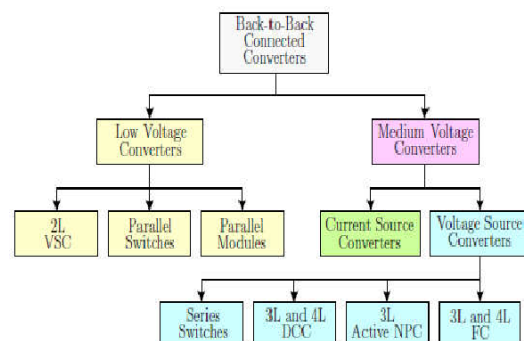 Back-to-Back
Connected
Converters
Low Voltage
Converters
Medium Voltage
Converters
2L
VSC
Parallel
Switches
Parallel
Modules
Current Source
Converters
Voltage Source
Converters
Series
Switches
3L and 4L
DCC
3L
Active NPC
3L and 4L
FC